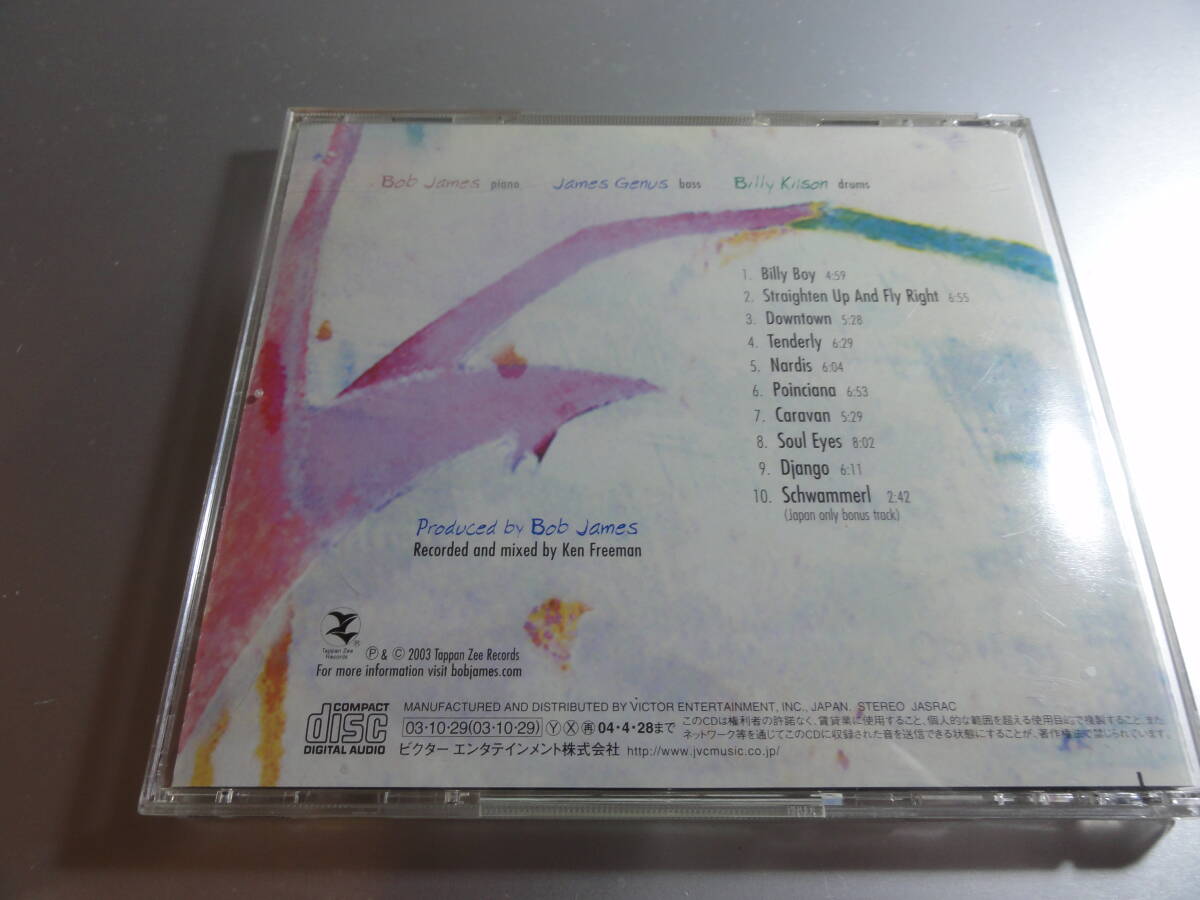 Bob James piano James Genus bass Billy Kilson drums
1. Billy Boy 4:59
2. Straighten Up And Fly Right 6:55
3. Downtown 5:28
4. Tenderly 6:29
5. Nardis 6:04
6. Poinciana 6:53
7. Caravan 5:29
8. Soul Eyes 8:02
9. Django 6:11
10. Schwammerl 2:42
(Japan only bonus track)
Produced by Bob James
Recorded and mixed by Ken Freeman
Tappan Zee
Records
®
Ⓟ & © 2003 Tappan Zee Records
For more information visit bobjames.com
COMPACT
disc
DIGITAL AUDIO
MANUFACTURED AND DISTRIBUTED BY VICTOR ENTERTAINMENT, INC., JAPAN. STEREO JASRAC
03・10・29(03・10・29) Ⓨ Ⓧ ㊢ 04・4・28まで
ビクター エンタテインメント株式会社 http://www.jvcmusic.co.jp/
このCDは権利者の許諾なく、賃貸業に使用すること、個人的な範囲を超える使用目的で複製すること、また
ネットワーク等を通じてこのCDに収録された音を送信できる状態にすることが、著作権法で禁じられています。